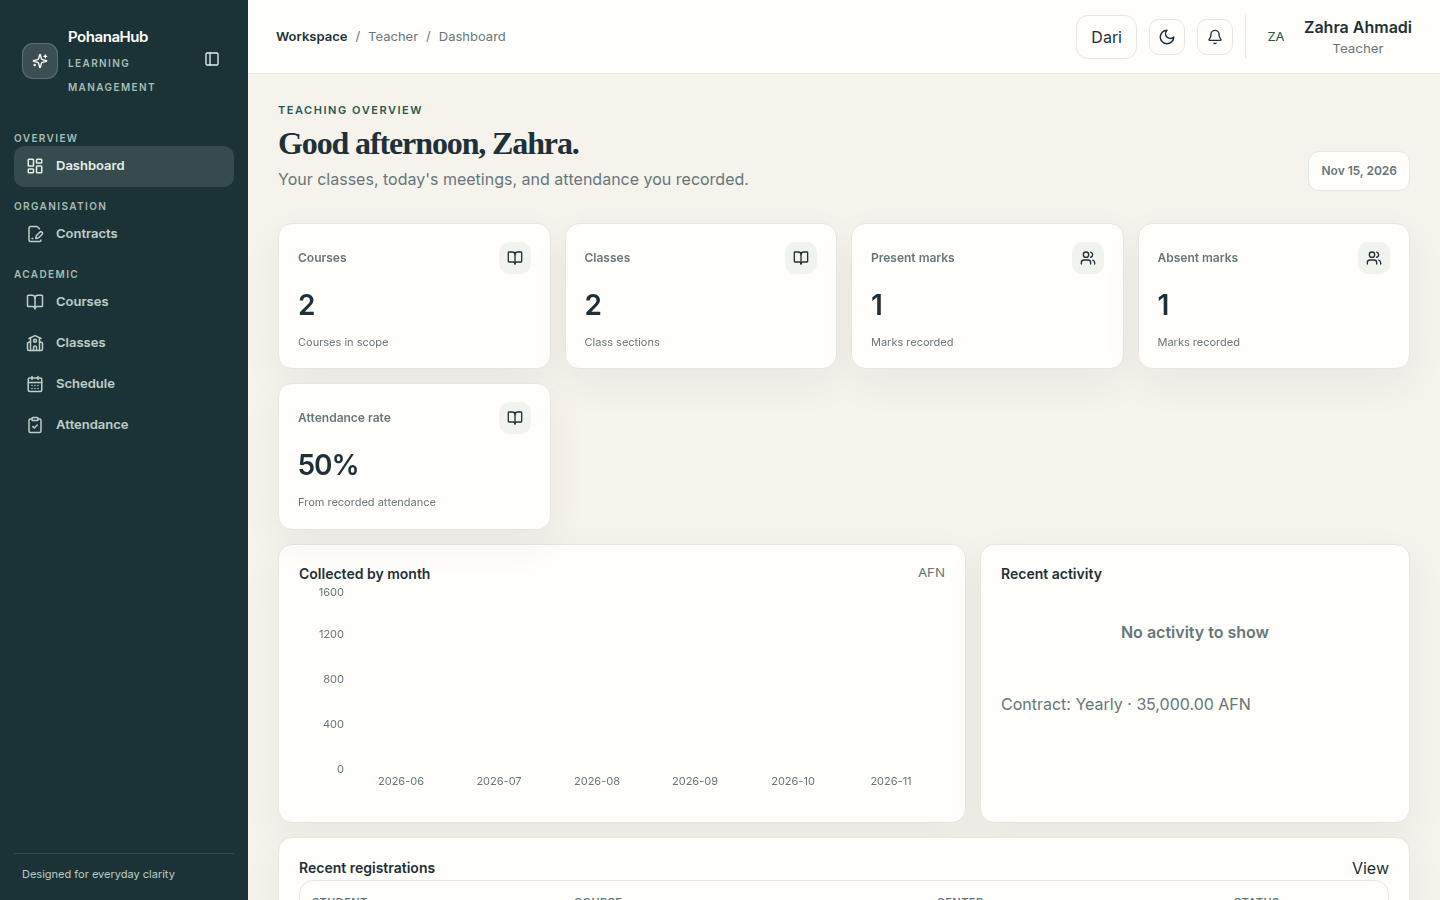 PohanaHub
LEARNING
MANAGEMENT
OVERVIEW
Dashboard
ORGANISATION
Contracts
ACADEMIC
Courses
Classes
Schedule
Attendance
Designed for everyday clarity
Workspace / Teacher / Dashboard
Dari
ZA
Zahra Ahmadi
Teacher
TEACHING OVERVIEW
Good afternoon, Zahra.
Your classes, today's meetings, and attendance you recorded.
Nov 15, 2026
Courses
2
Courses in scope
Classes
2
Class sections
Present marks
1
Marks recorded
Absent marks
1
Marks recorded
Attendance rate
50%
From recorded attendance
Collected by month
AFN
1600
1200
800
400
0
2026-06 2026-07 2026-08 2026-09 2026-10 2026-11
Recent activity
No activity to show
Contract: Yearly · 35,000.00 AFN
Recent registrations
View
STUDENT COURSE CENTER STATUS